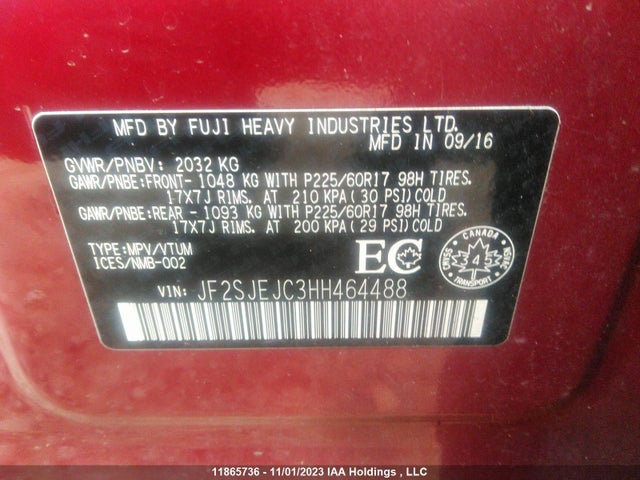 MFD BY FUJI HEAVY INDUSTRIES LTD.
MFD IN 09/16
GVWR/PNBV: 2032 KG
GAWR/PNBE:FRONT- 1048 KG WITH P225/60R17 98H TIRES.
17X7J RIMS. AT 210 KPA ( 30 PSI) COLD
GAWR/PNBE:REAR - 1093 KG WITH P225/60R17 98H TIRES.
17X7J RIMS. AT 200 KPA ( 29 PSI) COLD
TYPE:MPV/VTUM
ICES/NMB-002
EC
CANADA
4
TRANSPORT
VIN: JF2SJEJC3HH464488
11865736 - 11/01/2023 IAA Holdings , LLC